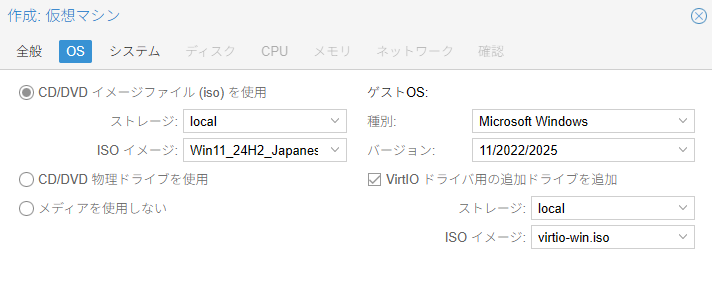 作成: 仮想マシン
全般 OS システム ディスク CPU メモリ ネットワーク 確認
CD/DVD イメージファイル (iso) を使用
ストレージ: local
ISO イメージ: Win11_24H2_Japanes
CD/DVD 物理ドライブを使用
メディアを使用しない
ゲストOS:
種別: Microsoft Windows
バージョン: 11/2022/2025
VirtIO ドライバ用の追加ドライブを追加
ストレージ: local
ISO イメージ: virtio-win.iso